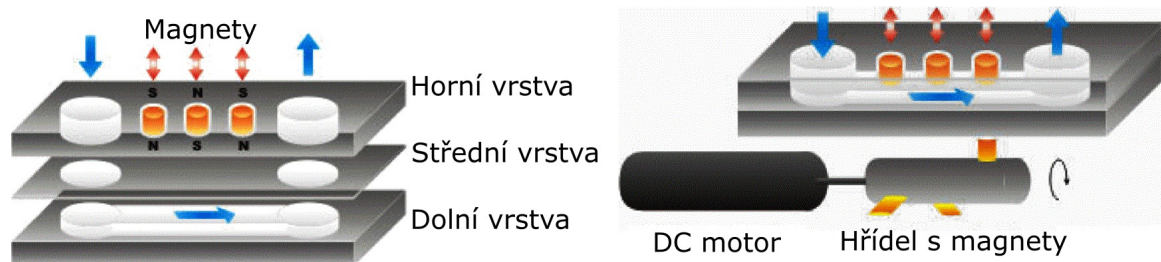 Magnety
S N S
N S N
Horní vrstva
Střední vrstva
Dolní vrstva
DC motor
Hřídel s magnety